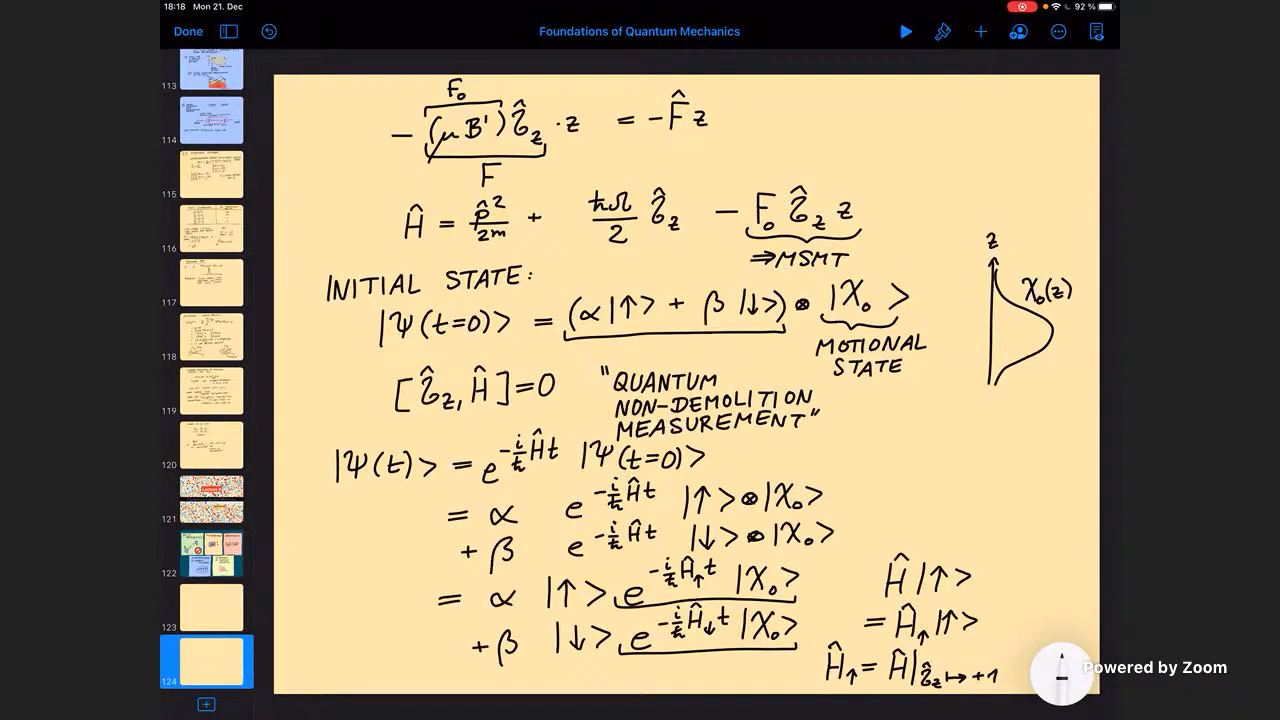 18:18 Mon 21. Dec
92 %
Done
Foundations of Quantum Mechanics
113
114
115
116
117
118
119
120
121
122
123
124
F₀
− (μ B') σ̂_z · z = − F̂ z
F
Ĥ = p̂²/2m + ħΩ/2 σ̂_z − F₀ σ̂_z z
⇒ MSMT
z
INITIAL STATE:
χ₀(z)
|Ψ(t=0)> = (α|↑> + β|↓>) ⊗ |χ₀>
MOTIONAL
STATE
[σ̂_z, Ĥ] = 0
"QUANTUM
NON-DEMOLITION
MEASUREMENT"
|Ψ(t)> = e^{-i/ħ Ĥt} |Ψ(t=0)>
= α e^{-i/ħ Ĥt} |↑> ⊗ |χ₀>
+ β e^{-i/ħ Ĥt} |↓> ⊗ |χ₀>
= α |↑> e^{-i/ħ Ĥ↑t} |χ₀>
+ β |↓> e^{-i/ħ Ĥ↓t} |χ₀>
Ĥ|↑>
= Ĥ↑|↑>
Ĥ↑ = Ĥ|_{σ̂_z ↦ +1}
Powered by Zoom